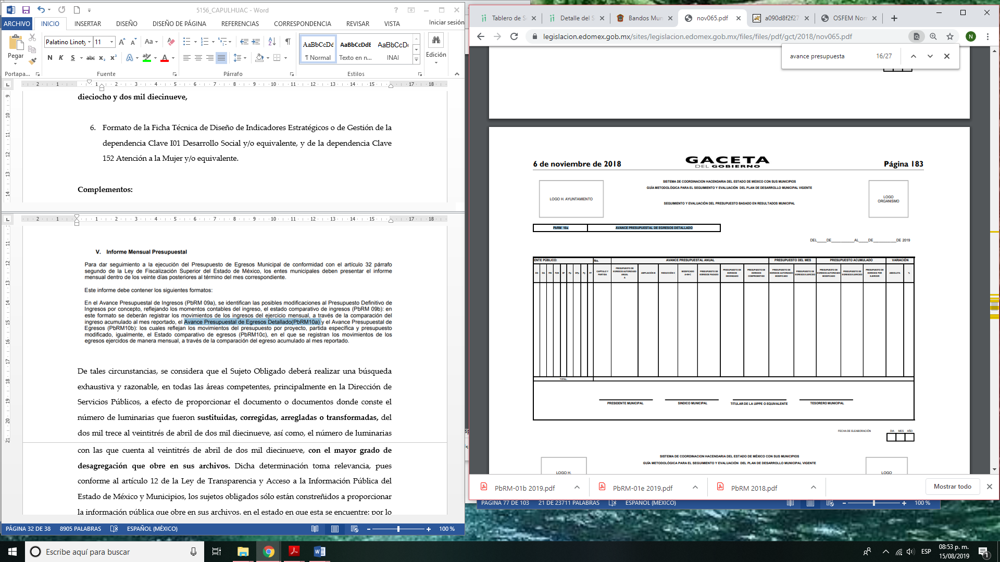 5156_CAPULHUAC - Word
ARCHIVO INICIO INSERTAR DISEÑO DISEÑO DE PÁGINA REFERENCIAS CORRESPONDENCIA REVISAR VISTA Iniciar sesión
Pegar
Palatino Linoty 11
AaBbCcDd AaBbCcDdE AaBbCcDd
¶ Normal Texto en n... INAI
Edición
Portapa... Fuente Párrafo Estilos
dieciocho y dos mil diecinueve,
6. Formato de la Ficha Técnica de Diseño de Indicadores Estratégicos o de Gestión de la
dependencia Clave I01 Desarrollo Social y/o equivalente, y de la dependencia Clave
152 Atención a la Mujer y/o equivalente.
Complementos:
V. Informe Mensual Presupuestal
Para dar seguimiento a la ejecución del Presupuesto de Egresos Municipal de conformidad con el artículo 32 párrafo
segundo de la Ley de Fiscalización Superior del Estado de México, los entes municipales deben presentar el informe
mensual dentro de los veinte días posteriores al término del mes correspondiente.
Este informe debe contener los siguientes formatos:
En el Avance Presupuestal de Ingresos (PbRM 09a), se identifican las posibles modificaciones al Presupuesto Definitivo de
Ingresos por concepto, reflejando los momentos contables del ingreso, el estado comparativo de ingresos (PbRM 09b): en
este formato se deberán registrar los movimientos de los ingresos del ejercicio mensual, a través de la comparación del
ingreso acumulado al mes reportado, el Avance Presupuestal de Egresos Detallado(PbRM10a) y el Avance Presupuestal de
Egresos (PbRM10b): los cuales reflejan los movimientos del presupuesto por proyecto, partida específica y presupuesto
modificado, igualmente, el Estado comparativo de egresos (PbRM10c), en el que se registran los movimientos de los
egresos ejercidos de manera mensual, a través de la comparación del egreso acumulado al mes reportado.
De tales circunstancias, se considera que el Sujeto Obligado deberá realizar una búsqueda
exhaustiva y razonable, en todas las áreas competentes, principalmente en la Dirección de
Servicios Públicos, a efecto de proporcionar el documento o documentos donde conste el
número de luminarias que fueron sustituidas, corregidas, arregladas o transformadas, del
dos mil trece al veintitrés de abril de dos mil diecinueve, así como, el número de luminarias
con las que cuenta al veintitrés de abril de dos mil diecinueve, con el mayor grado de
desagregación que obre en sus archivos. Dicha determinación toma relevancia, pues
conforme al artículo 12 de la Ley de Transparencia y Acceso a la Información Pública del
Estado de México y Municipios, los sujetos obligados sólo están constreñidos a proporcionar
la información pública que obre en sus archivos, en el estado en que esta se encuentre; por lo
PÁGINA 32 DE 38 8905 PALABRAS ESPAÑOL (MÉXICO) 100 %
Tablero de S Detalle del S Bandos Mun nov065.pdf a090d8f2f27 OSFEM Norm
legislacion.edomex.gob.mx/sites/legislacion.edomex.gob.mx/files/files/pdf/gct/2018/nov065.pdf
avance presupuesta 16/27
6 de noviembre de 2018 GACETA DEL GOBIERNO Página 183
SISTEMA DE COORDINACION HACENDARIA DEL ESTADO DE MEXICO CON SUS MUNICIPIOS
GUÍA METODOLÓGICA PARA EL SEGUIMIENTO Y EVALUACIÓN DEL PLAN DE DESARROLLO MUNICIPAL VIGENTE
LOGO H. AYUNTAMIENTO
SEGUIMIENTO Y EVALUACIÓN DEL PRESUPUESTO BASADO EN RESULTADOS MUNICIPAL
LOGO
ORGANISMO
PbRM 10a AVANCE PRESUPUESTAL DE EGRESOS DETALLADO
DEL____DE__________AL____DE__________DE 2019
ENTE PÚBLICO: No. AVANCE PRESUPUESTAL ANUAL PRESUPUESTO DEL MES PRESUPUESTO ACUMULADO VARIACIÓN
CAPÍTULO Y PARTIDA
AMPLIACIÓN B REDUCCIÓN C
ABSOLUTA %
TOTAL:
PRESIDENTE MUNICIPAL SINDICO MUNICIPAL TITULAR DE LA UIPPE O EQUIVALENTE TESORERO MUNICIPAL
FECHA DE ELEABORACIÓN DIA MES AÑO
SISTEMA DE COORDINACION HACENDARIA DEL ESTADO DE MÉXICO CON SUS MUNICIPIOS
GUÍA METODOLÓGICA PARA EL SEGUIMIENTO Y EVALUACIÓN DEL PLAN DE DESARROLLO MUNICIPAL VIGENTE
LOGO H. LOGO
PbRM-01b 2019.pdf PbRM-01e 2019.pdf PbRM 2018.pdf Mostrar todo
PÁGINA 77 DE 103 21 DE 23711 PALABRAS ESPAÑOL (MÉXICO) 100 %
Escribe aquí para buscar
ESP
08:53 p. m.
15/08/2019